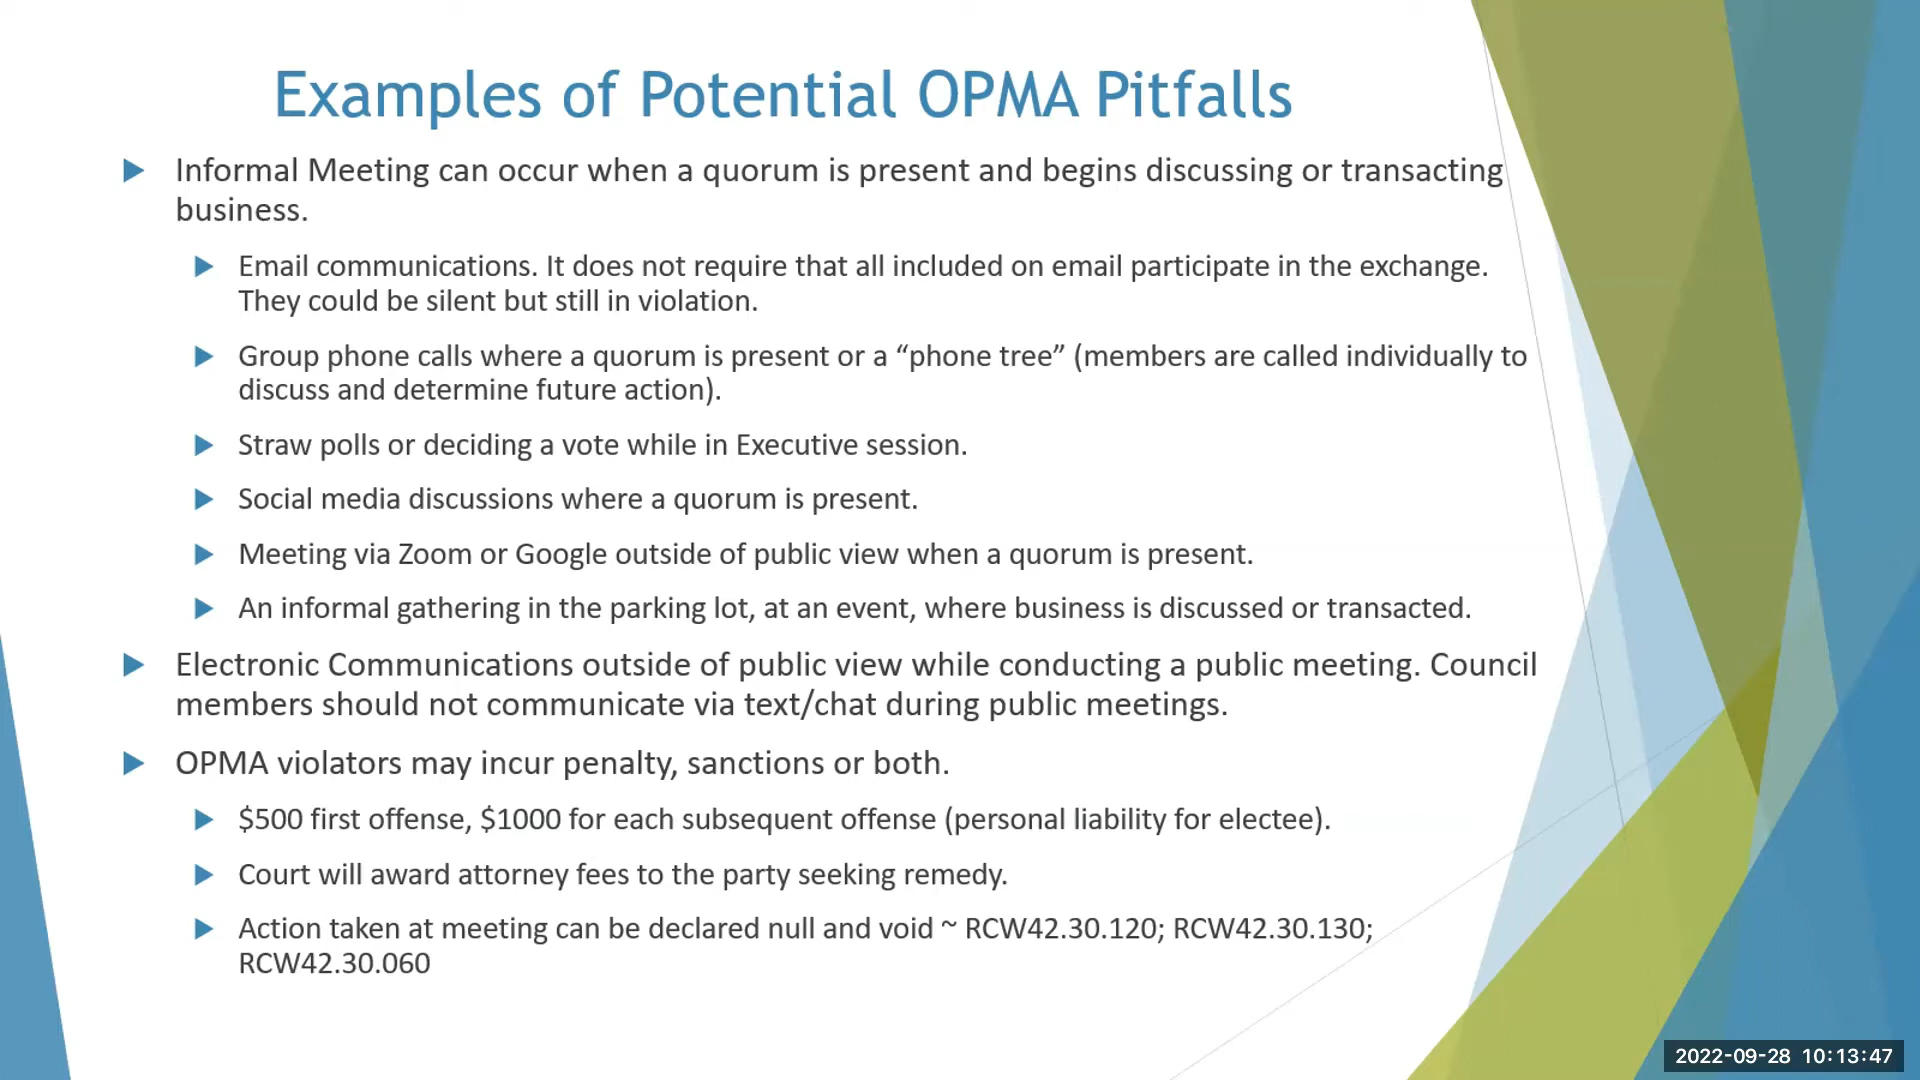 Examples of Potential OPMA Pitfalls
Informal Meeting can occur when a quorum is present and begins discussing or transacting
business.
Email communications. It does not require that all included on email participate in the exchange.
They could be silent but still in violation.
Group phone calls where a quorum is present or a “phone tree” (members are called individually to
discuss and determine future action).
Straw polls or deciding a vote while in Executive session.
Social media discussions where a quorum is present.
Meeting via Zoom or Google outside of public view when a quorum is present.
An informal gathering in the parking lot, at an event, where business is discussed or transacted.
Electronic Communications outside of public view while conducting a public meeting. Council
members should not communicate via text/chat during public meetings.
OPMA violators may incur penalty, sanctions or both.
$500 first offense, $1000 for each subsequent offense (personal liability for electee).
Court will award attorney fees to the party seeking remedy.
Action taken at meeting can be declared null and void ~ RCW42.30.120; RCW42.30.130;
RCW42.30.060
2022-09-28 10:13:47